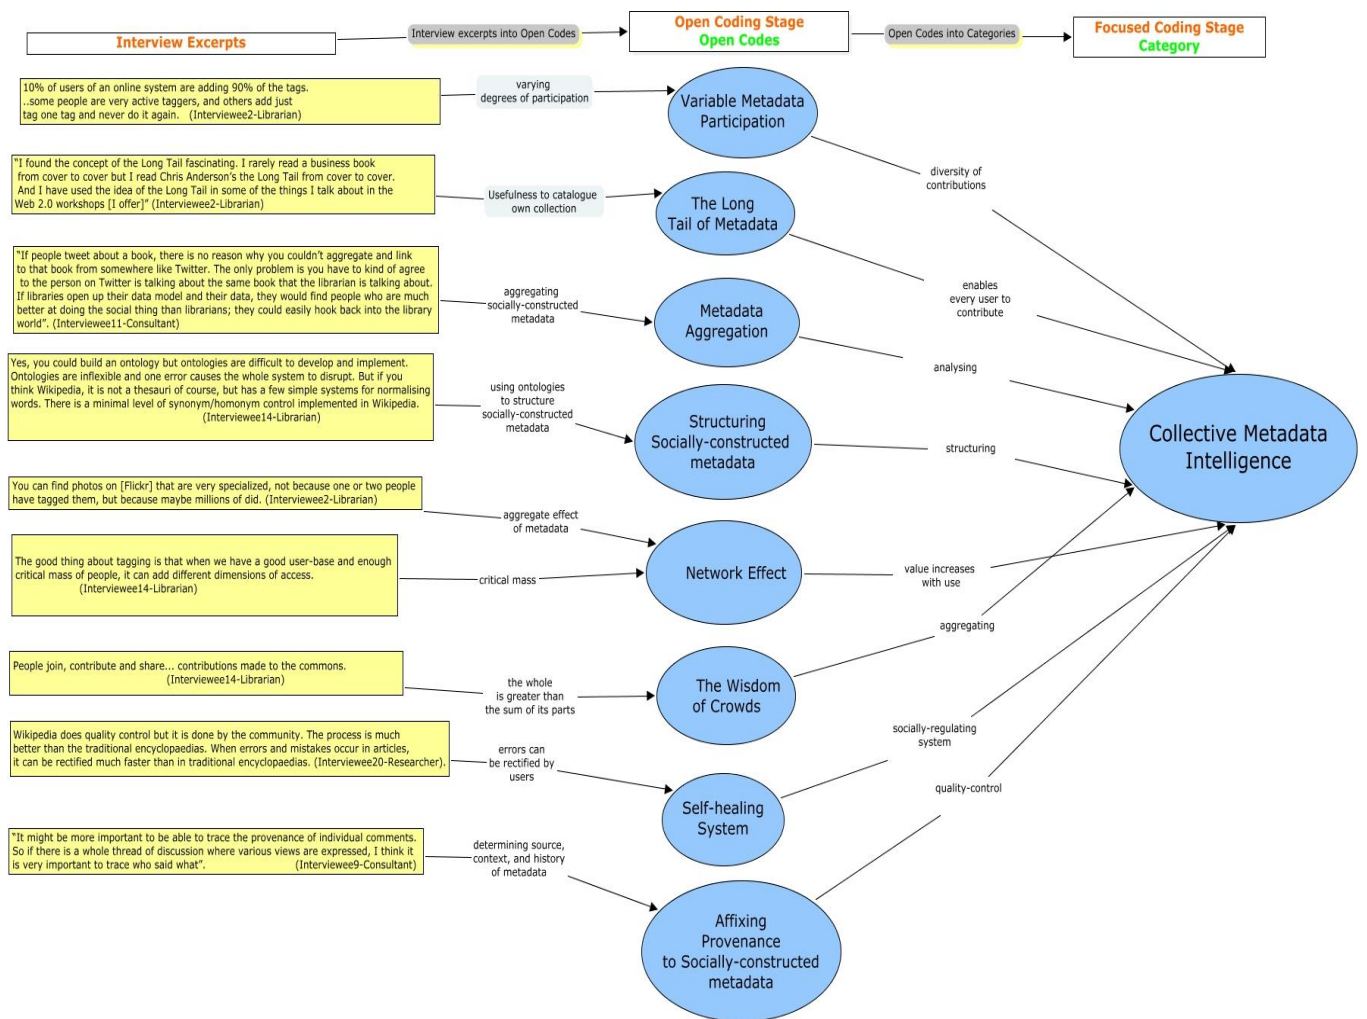 Interview Excerpts
Interview excerpts into Open Codes
Open Coding Stage
Open Codes
Open Codes into Categories
Focused Coding Stage
Category
10% of users of an online system are adding 90% of the tags.
..some people are very active taggers, and others add just
tag one tag and never do it again. (Interviewee2-Librarian)
varying
degrees of participation
Variable Metadata
Participation
diversity of
contributions
"I found the concept of the Long Tail fascinating. I rarely read a business book
from cover to cover but I read Chris Anderson's the Long Tail from cover to cover.
And I have used the idea of the Long Tail in some of the things I talk about in the
Web 2.0 workshops [I offer]" (Interviewee2-Librarian)
Usefulness to catalogue
own collection
The Long
Tail of Metadata
enables
every user to
contribute
"If people tweet about a book, there is no reason why you couldn't aggregate and link
to that book from somewhere like Twitter. The only problem is you have to kind of agree
to the person on Twitter is talking about the same book that the librarian is talking about.
If libraries open up their data model and their data, they would find people who are much
better at doing the social thing than librarians; they could easily hook back into the library
world". (Interviewee11-Consultant)
aggregating
socially-constructed
metadata
Metadata
Aggregation
analysing
Yes, you could build an ontology but ontologies are difficult to develop and implement.
Ontologies are inflexible and one error causes the whole system to disrupt. But if you
think Wikipedia, it is not a thesauri of course, but has a few simple systems for normalising
words. There is a minimal level of synonym/homonym control implemented in Wikipedia.
(Interviewee14-Librarian)
using ontologies
to structure
socially-constructed
metadata
Structuring
Socially-constructed
metadata
structuring
Collective Metadata
Intelligence
You can find photos on [Flickr] that are very specialized, not because one or two people
have tagged them, but because maybe millions of did. (Interviewee2-Librarian)
aggregate effect
of metadata
The good thing about tagging is that when we have a good user-base and enough
critical mass of people, it can add different dimensions of access.
(Interviewee14-Librarian)
critical mass
Network Effect
value increases
with use
People join, contribute and share... contributions made to the commons.
(Interviewee14-Librarian)
the whole
is greater than
the sum of its parts
The Wisdom
of Crowds
aggregating
Wikipedia does quality control but it is done by the community. The process is much
better than the traditional encyclopaedias. When errors and mistakes occur in articles,
it can be rectified much faster than in traditional encyclopaedias. (Interviewee20-Researcher).
errors can
be rectified by
users
Self-healing
System
socially-regulating
system
"It might be more important to be able to trace the provenance of individual comments.
So if there is a whole thread of discussion where various views are expressed, I think it
is very important to trace who said what". (Interviewee9-Consultant)
determining source,
context, and history
of metadata
Affixing
Provenance
to Socially-constructed
metadata
quality-control